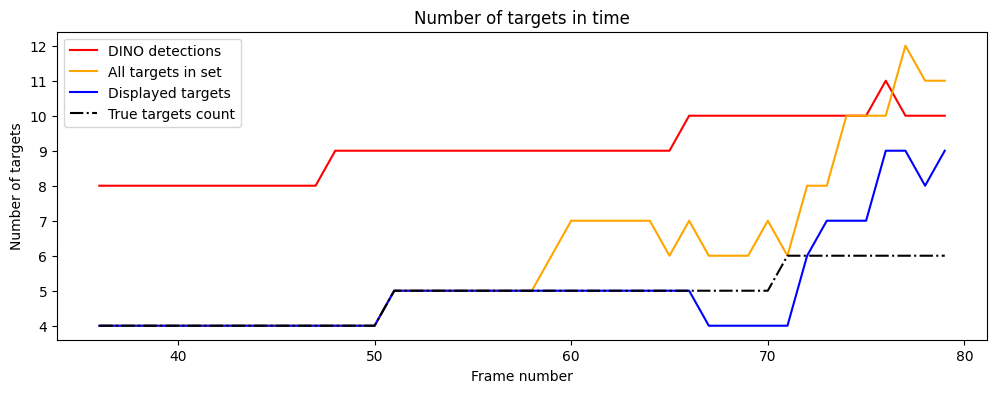 Number of targets in time
DINO detections
All targets in set
Displayed targets
True targets count
Number of targets
12
11
10
9
8
7
6
5
4
40 50 60 70 80
Frame number